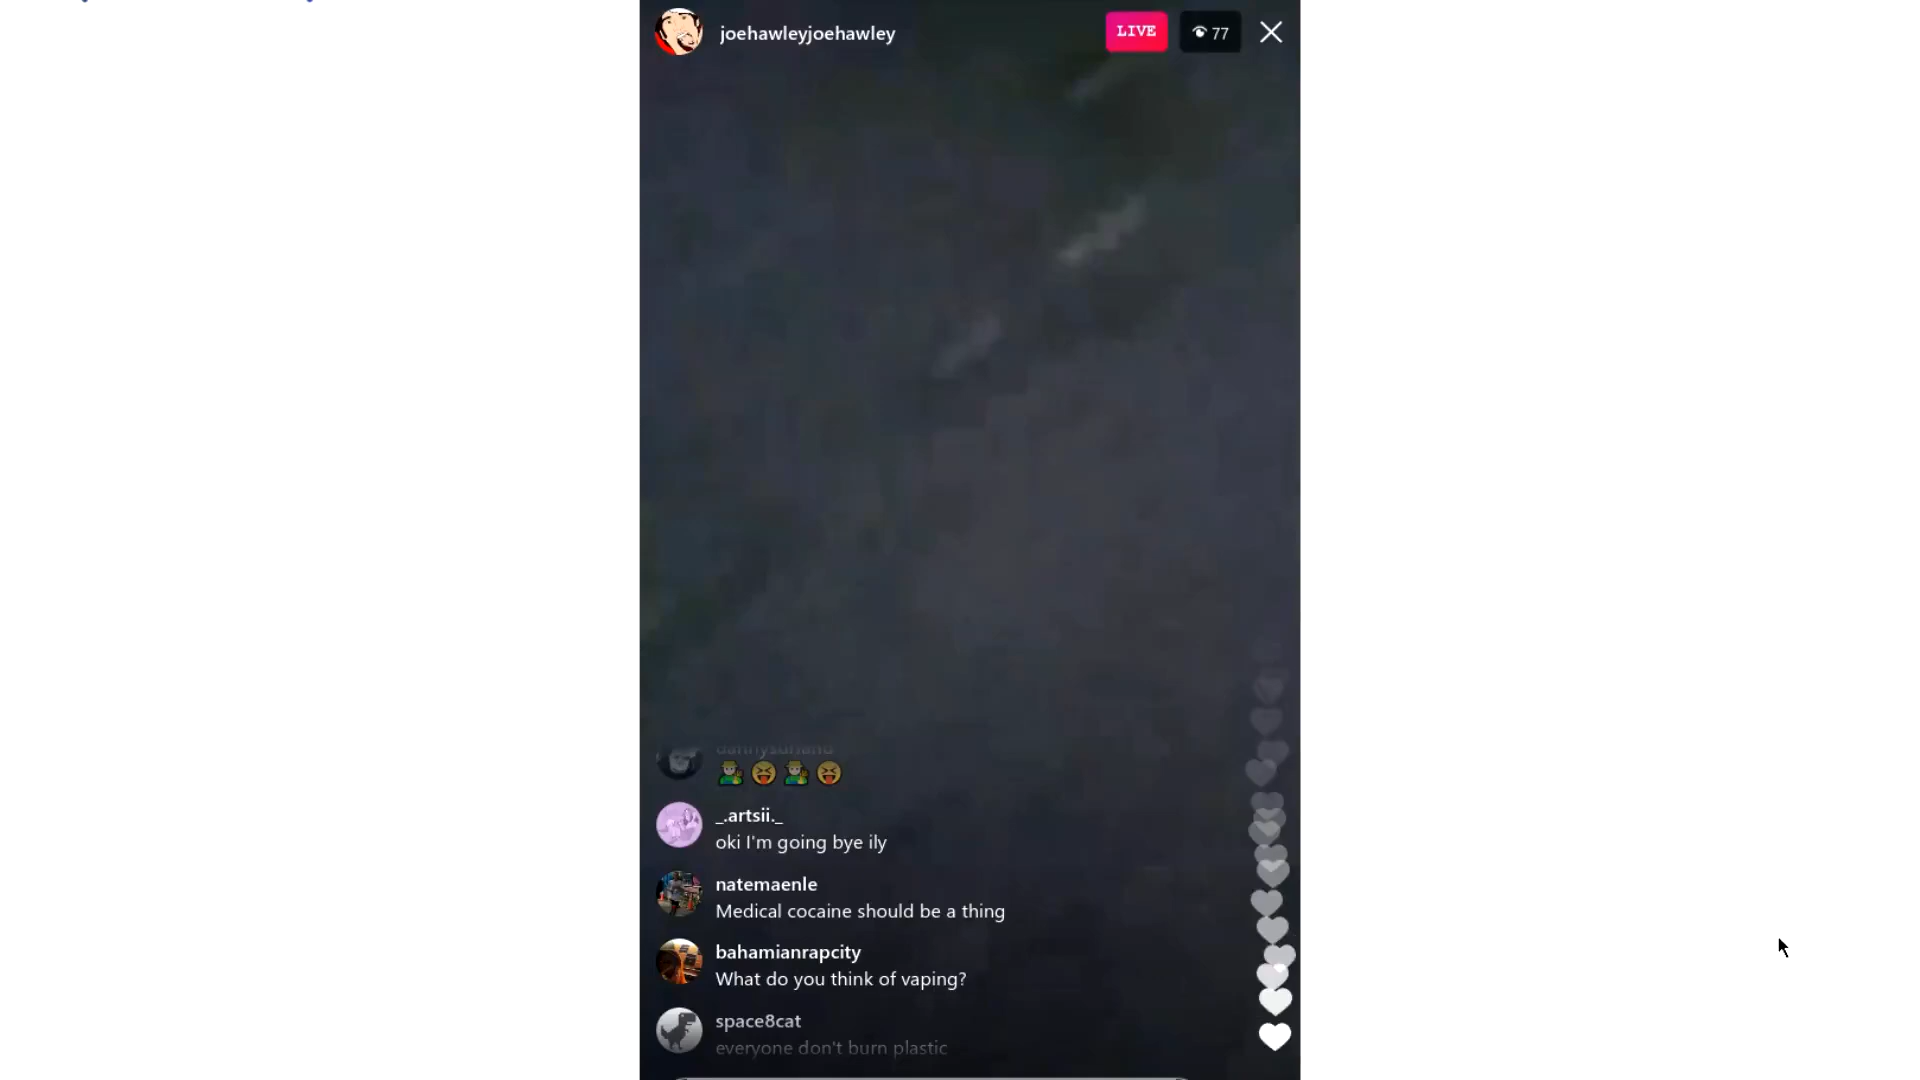 joehawleyjoehawley
LIVE
77
dannysuriano
_.artsii._
oki I'm going bye ily
natemaenle
Medical cocaine should be a thing
bahamianrapcity
What do you think of vaping?
space8cat
everyone don't burn plastic